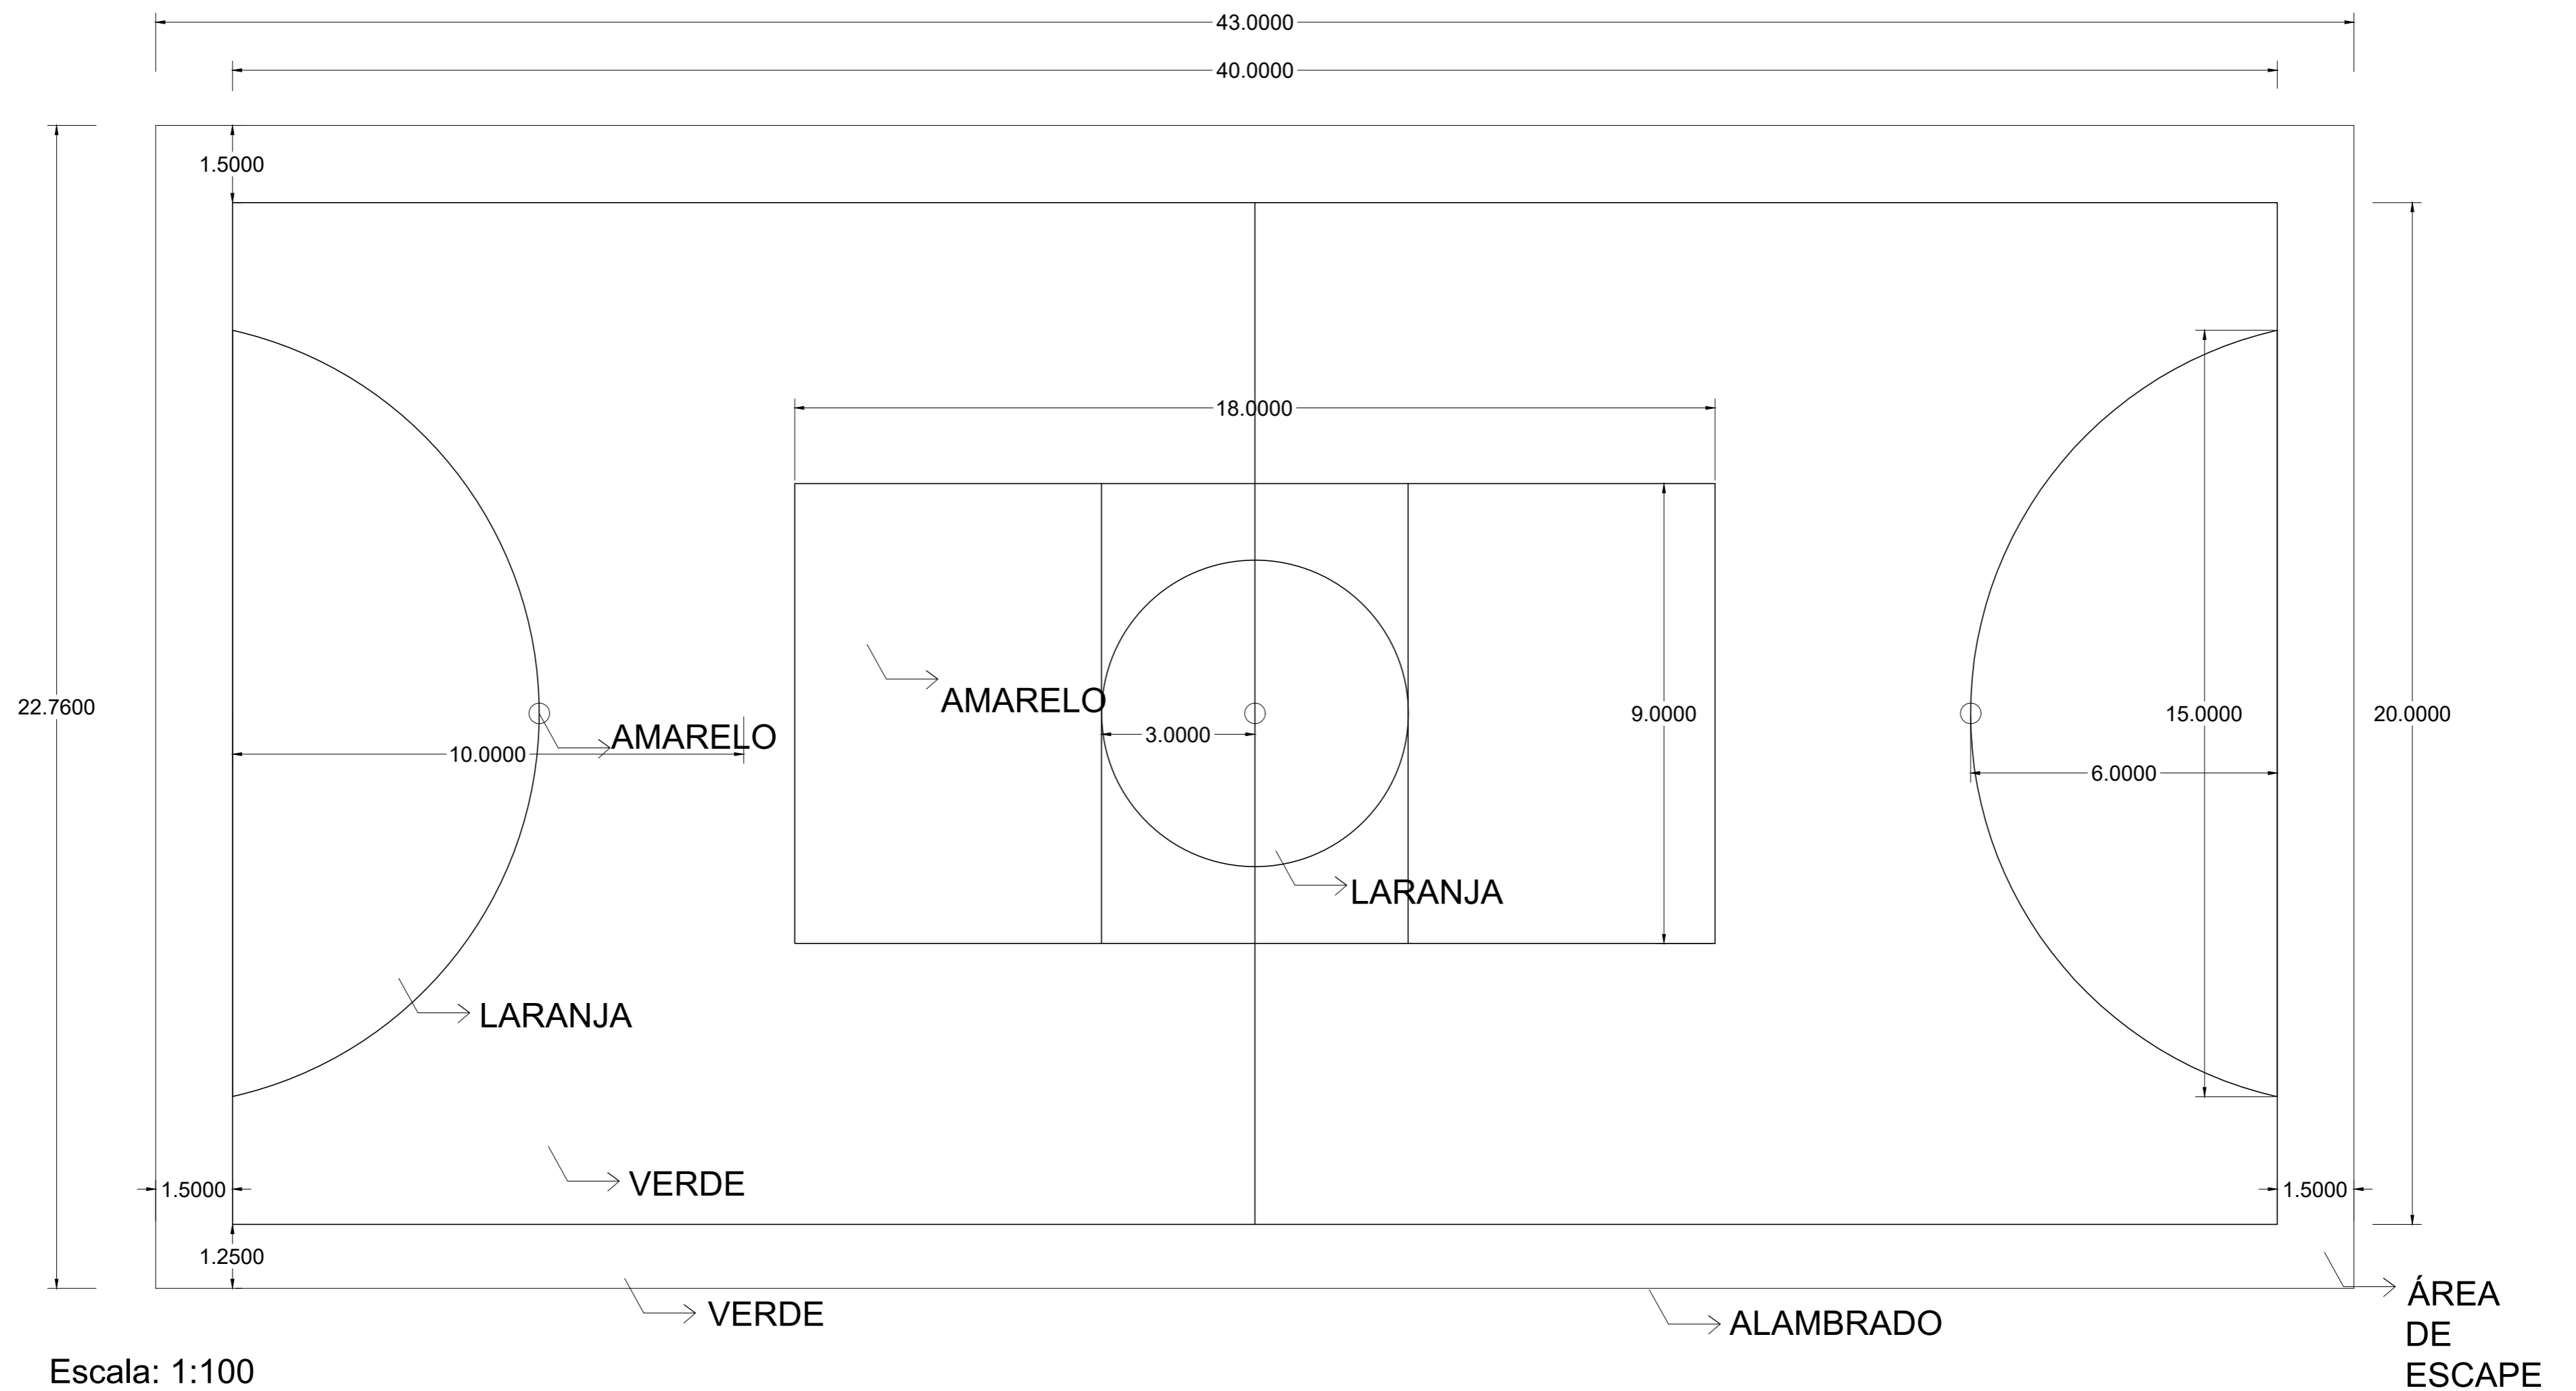 43.0000
40.0000
1.5000
18.0000
AMARELO
22.7600
9.0000
15.0000
20.0000
AMARELO
3.0000
10.0000
6.0000
LARANJA
LARANJA
VERDE
1.5000
1.5000
1.2500
VERDE
ALAMBRADO
ÁREA
DE
ESCAPE
Escala: 1:100